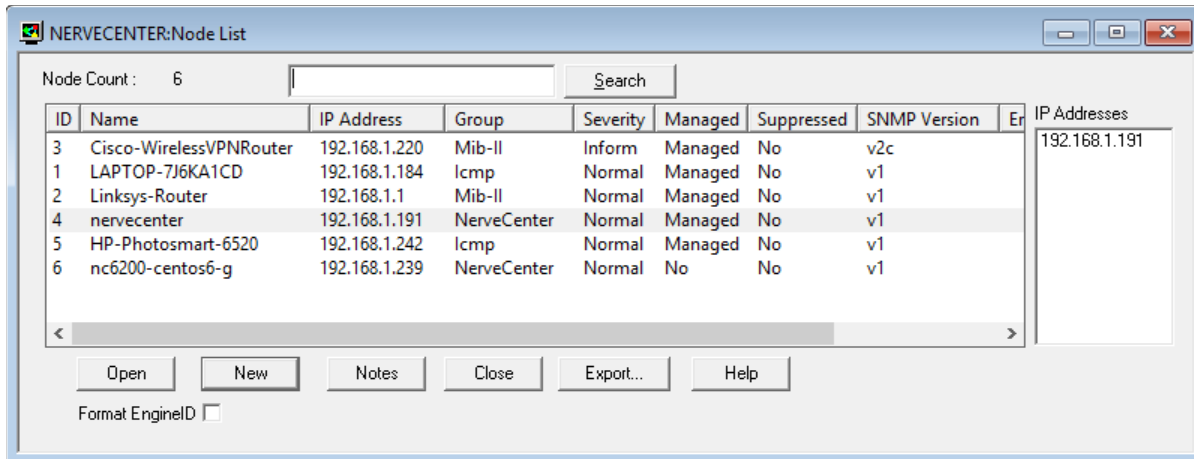 NERVECENTER:Node List
Node Count : 6 Search
ID Name IP Address Group Severity Managed Suppressed SNMP Version Er IP Addresses
3 Cisco-WirelessVPNRouter 192.168.1.220 Mib-II Inform Managed No v2c 192.168.1.191
1 LAPTOP-7J6KA1CD 192.168.1.184 Icmp Normal Managed No v1
2 Linksys-Router 192.168.1.1 Mib-II Normal Managed No v1
4 nervecenter 192.168.1.191 NerveCenter Normal Managed No v1
5 HP-Photosmart-6520 192.168.1.242 Icmp Normal Managed No v1
6 nc6200-centos6-g 192.168.1.239 NerveCenter Normal No No v1
Open New Notes Close Export... Help
Format EngineID